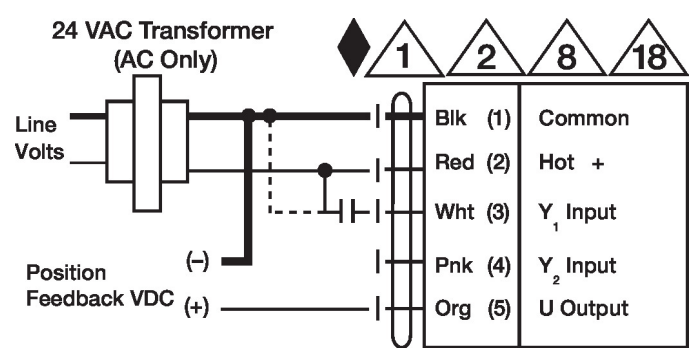 24 VAC Transformer
(AC Only)
1 2 8 18
Line
Volts
Blk (1) Common
Red (2) Hot +
Wht (3) Y1 Input
Pnk (4) Y2 Input
Org (5) U Output
Position
Feedback VDC
(–)
(+)